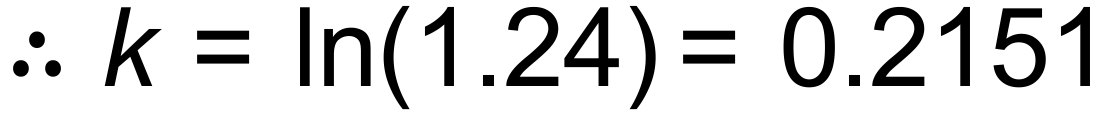 ∴ k = ln(1.24) = 0.2151